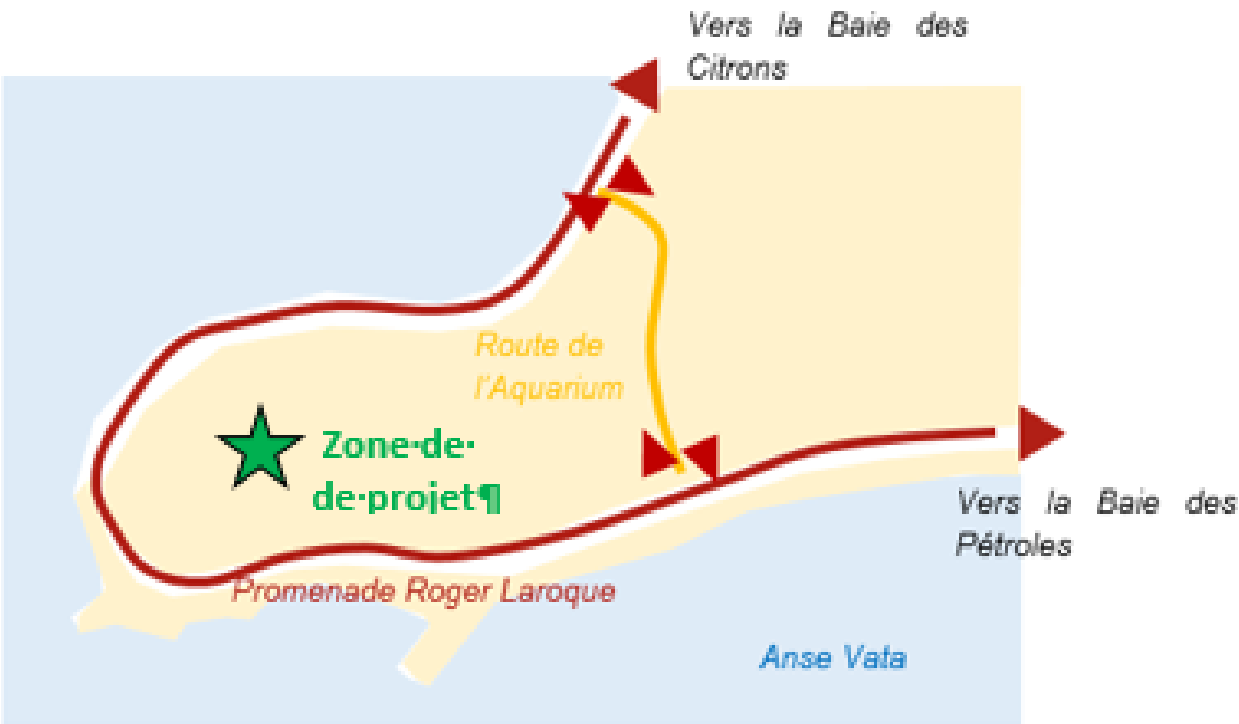 Vers la Baie des
Citrons
Route de
l'Aquarium
Zone·de·
de·projet¶
Vers la Baie des
Pétroles
Promenade Roger Laroque
Anse Vata